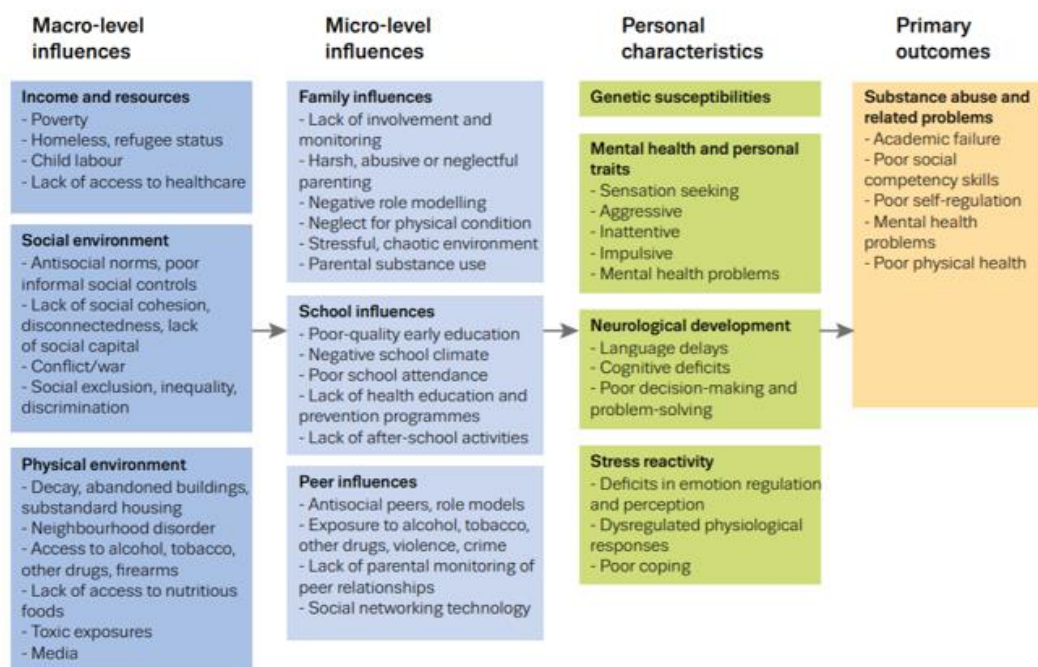 Macro-level
influences
Income and resources
- Poverty
- Homeless, refugee status
- Child labour
- Lack of access to healthcare
Social environment
- Antisocial norms, poor
informal social controls
- Lack of social cohesion,
disconnectedness, lack
of social capital
- Conflict/war
- Social exclusion, inequality,
discrimination
Physical environment
- Decay, abandoned buildings,
substandard housing
- Neighbourhood disorder
- Access to alcohol, tobacco,
other drugs, firearms
- Lack of access to nutritious
foods
- Toxic exposures
- Media
Micro-level
influences
Family influences
- Lack of involvement and
monitoring
- Harsh, abusive or neglectful
parenting
- Negative role modelling
- Neglect for physical condition
- Stressful, chaotic environment
- Parental substance use
School influences
- Poor-quality early education
- Negative school climate
- Poor school attendance
- Lack of health education and
prevention programmes
- Lack of after-school activities
Peer influences
- Antisocial peers, role models
- Exposure to alcohol, tobacco,
other drugs, violence, crime
- Lack of parental monitoring of
peer relationships
- Social networking technology
Personal
characteristics
Genetic susceptibilities
Mental health and personal
traits
- Sensation seeking
- Aggressive
- Inattentive
- Impulsive
- Mental health problems
Neurological development
- Language delays
- Cognitive deficits
- Poor decision-making and
problem-solving
Stress reactivity
- Deficits in emotion regulation
and perception
- Dysregulated physiological
responses
- Poor coping
Primary
outcomes
Substance abuse and
related problems
- Academic failure
- Poor social
competency skills
- Poor self-regulation
- Mental health
problems
- Poor physical health